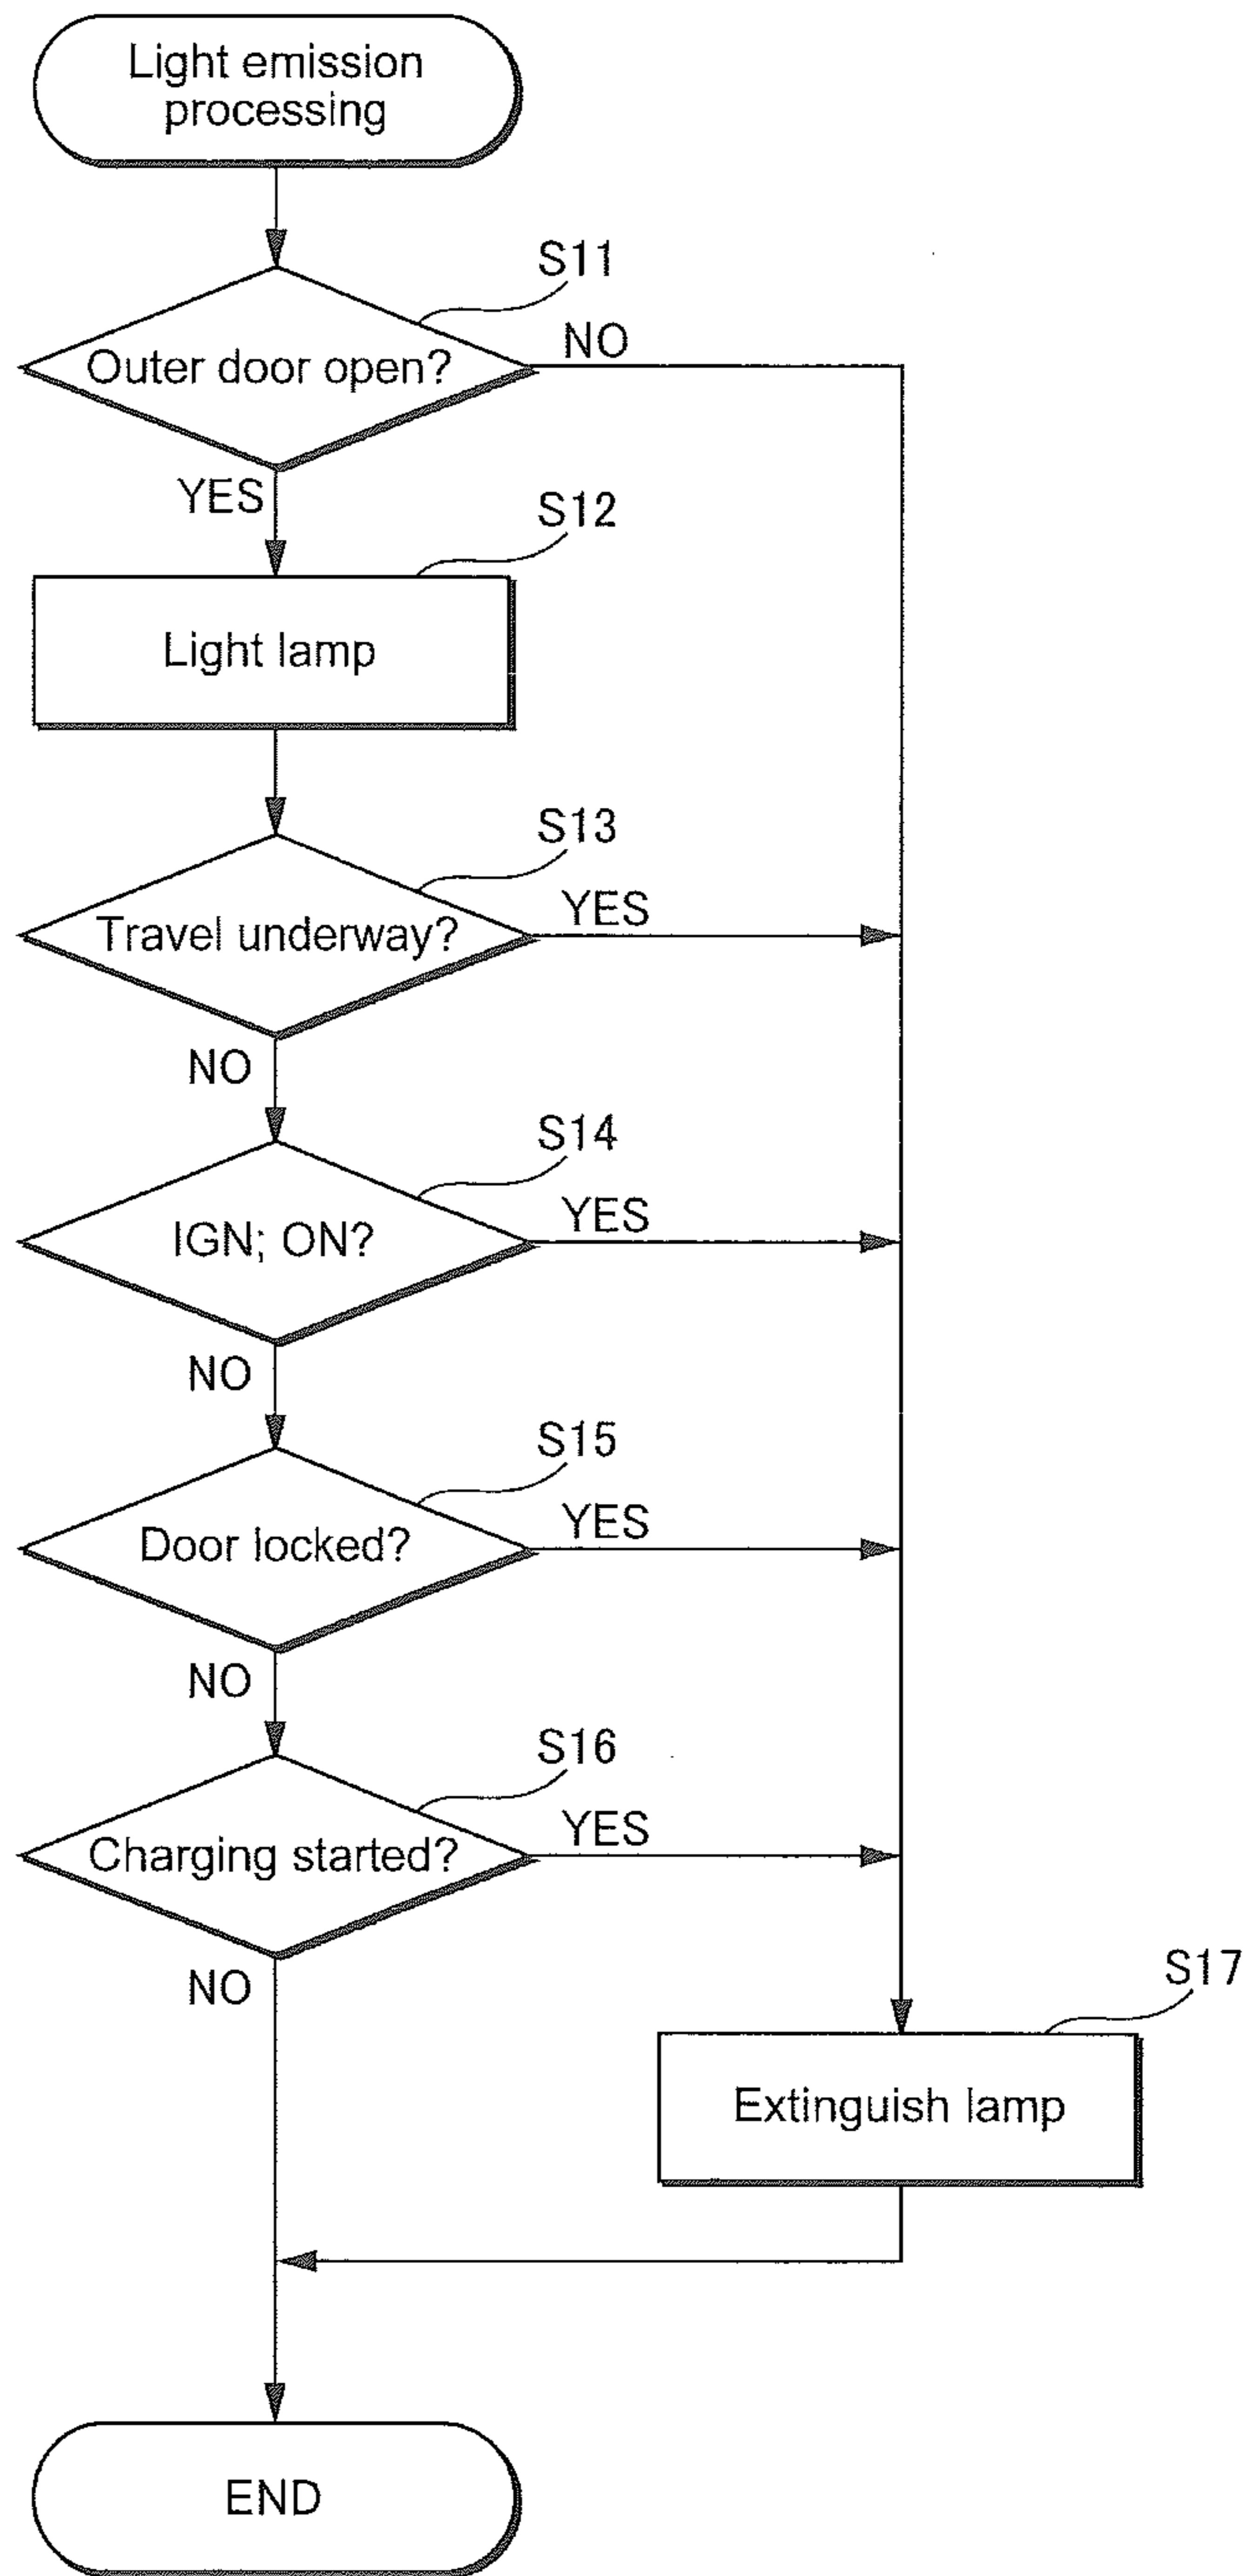 Light emission
processing
S11
Outer door open?
NO
YES
S12
Light lamp
S13
Travel underway?
YES
NO
S14
IGN; ON?
YES
NO
S15
Door locked?
YES
NO
S16
Charging started?
YES
NO
S17
Extinguish lamp
END